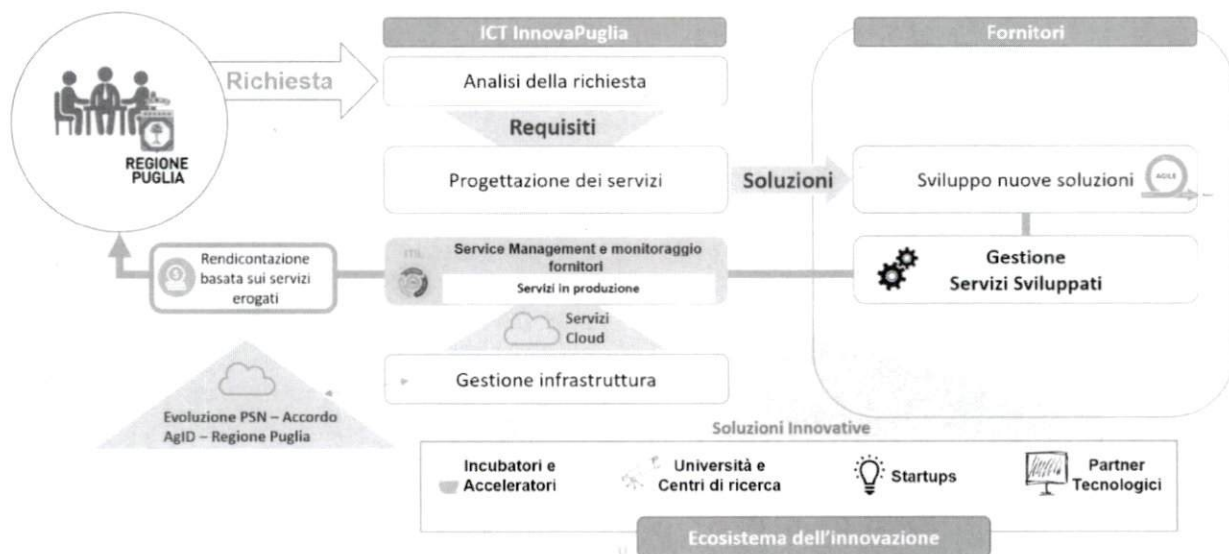 ICT InnovaPuglia
Fornitori
Richiesta
Analisi della richiesta
Requisiti
REGIONE
PUGLIA
Progettazione dei servizi
Soluzioni
Sviluppo nuove soluzioni
AGILE
Rendicontazione
basata sui servizi
erogati
ITIL
Service Management e monitoraggio
fornitori
Servizi in produzione
Gestione
Servizi Sviluppati
Servizi
Cloud
Gestione infrastruttura
Evoluzione PSN – Accordo
AgID – Regione Puglia
Soluzioni Innovative
Incubatori e
Acceleratori
Università e
Centri di ricerca
Startups
Partner
Tecnologici
Ecosistema dell'innovazione